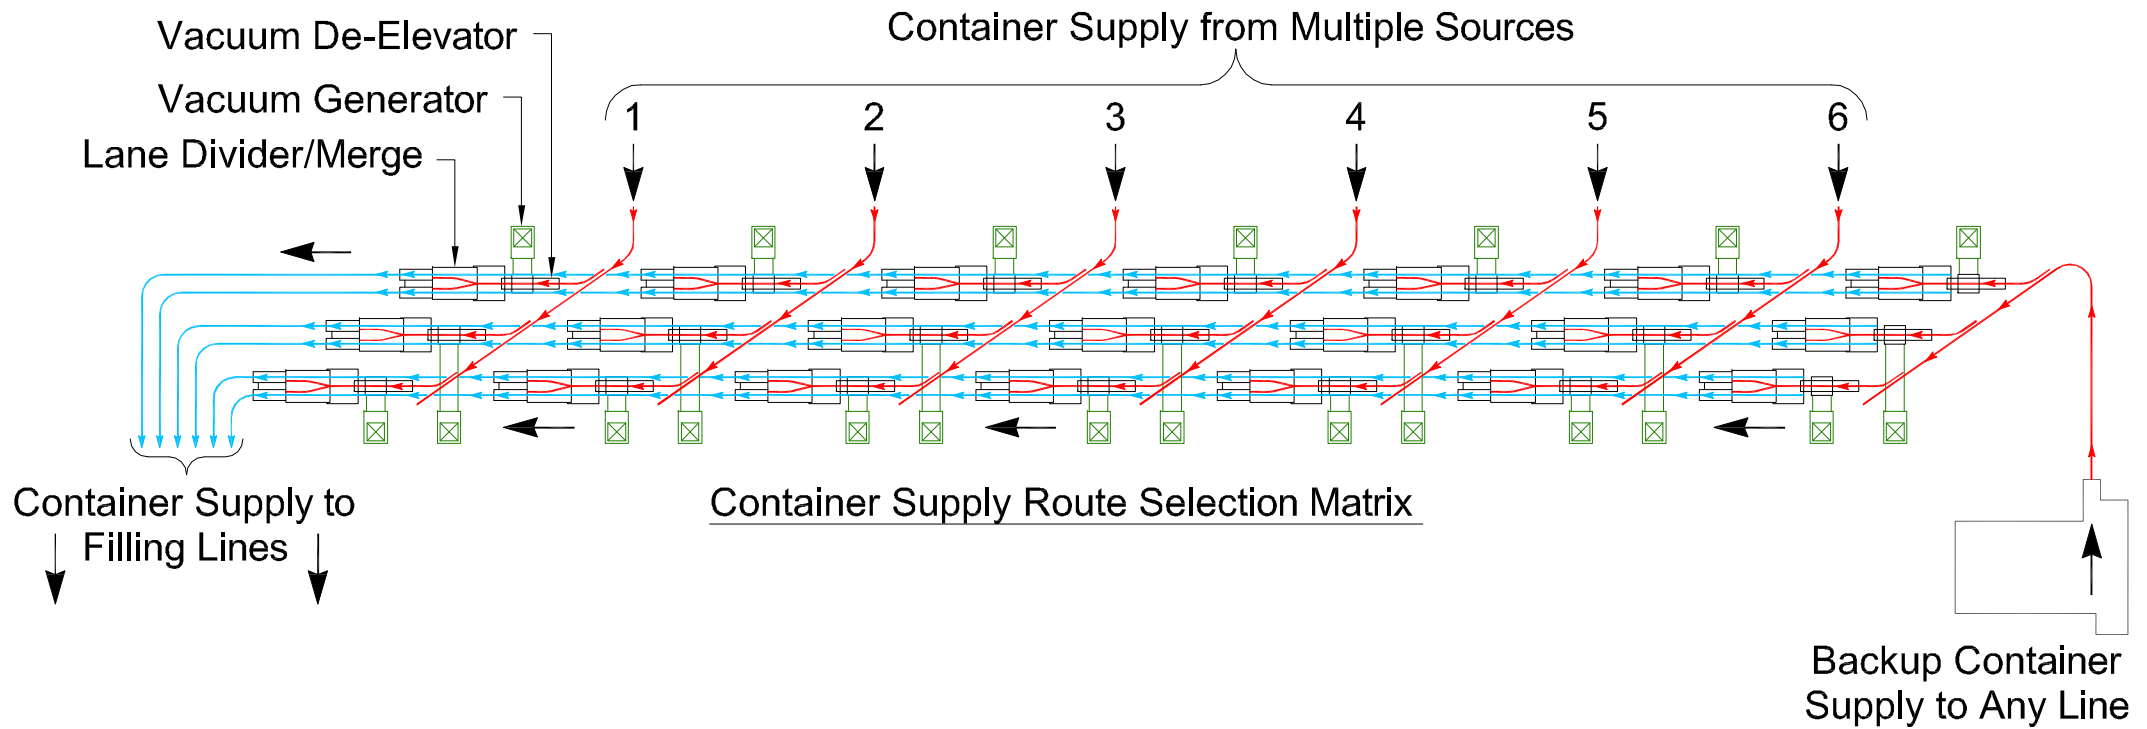 Vacuum De-Elevator
Vacuum Generator
Lane Divider/Merge
Container Supply from Multiple Sources
1 2 3 4 5 6
Container Supply to
Filling Lines
Container Supply Route Selection Matrix
Backup Container
Supply to Any Line